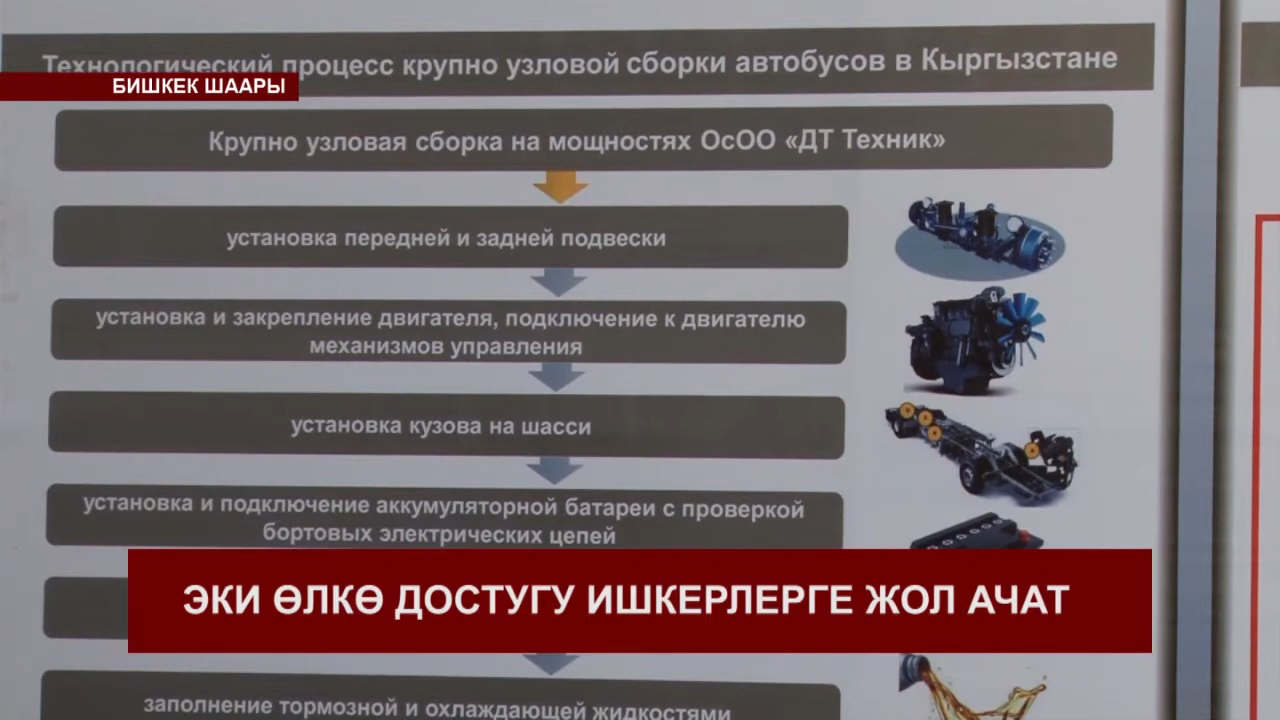 Технологический процесс крупно узловой сборки автобусов в Кыргызстане
БИШКЕК ШААРЫ
Крупно узловая сборка на мощностях ОсОО «ДТ Техник»
установка передней и задней подвески
установка и закрепление двигателя, подключение к двигателю
механизмов управления
установка кузова на шасси
установка и подключение аккумуляторной батареи с проверкой
бортовых электрических цепей
ЭКИ ӨЛКӨ ДОСТУГУ ИШКЕРЛЕРГЕ ЖОЛ АЧАТ
заполнение тормозной и охлаждающей жидкостями